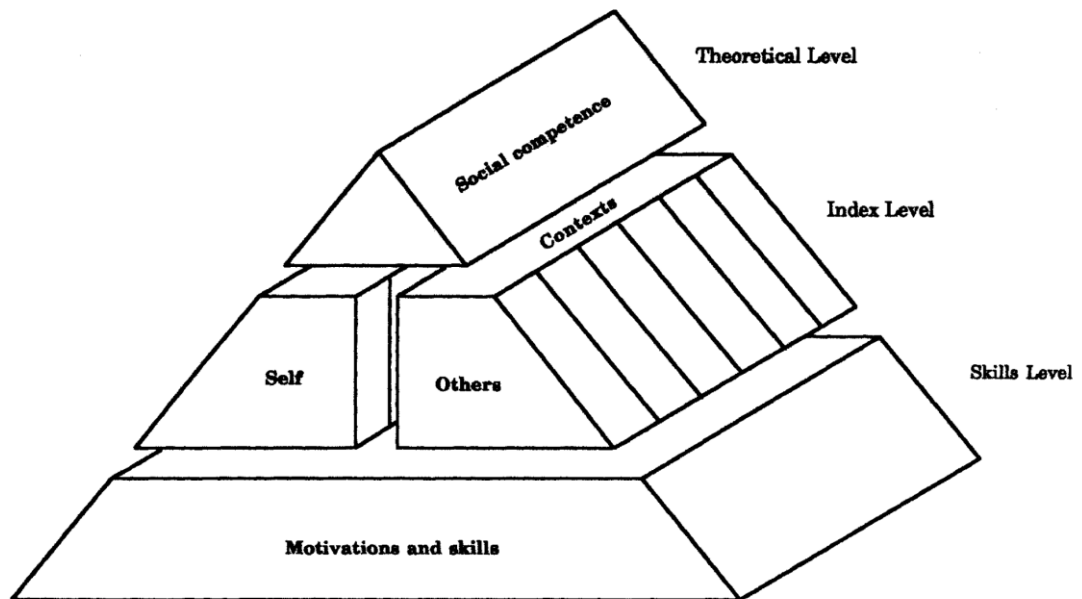 Theoretical Level
Social competence
Contexts
Index Level
Self
Others
Skills Level
Motivations and skills